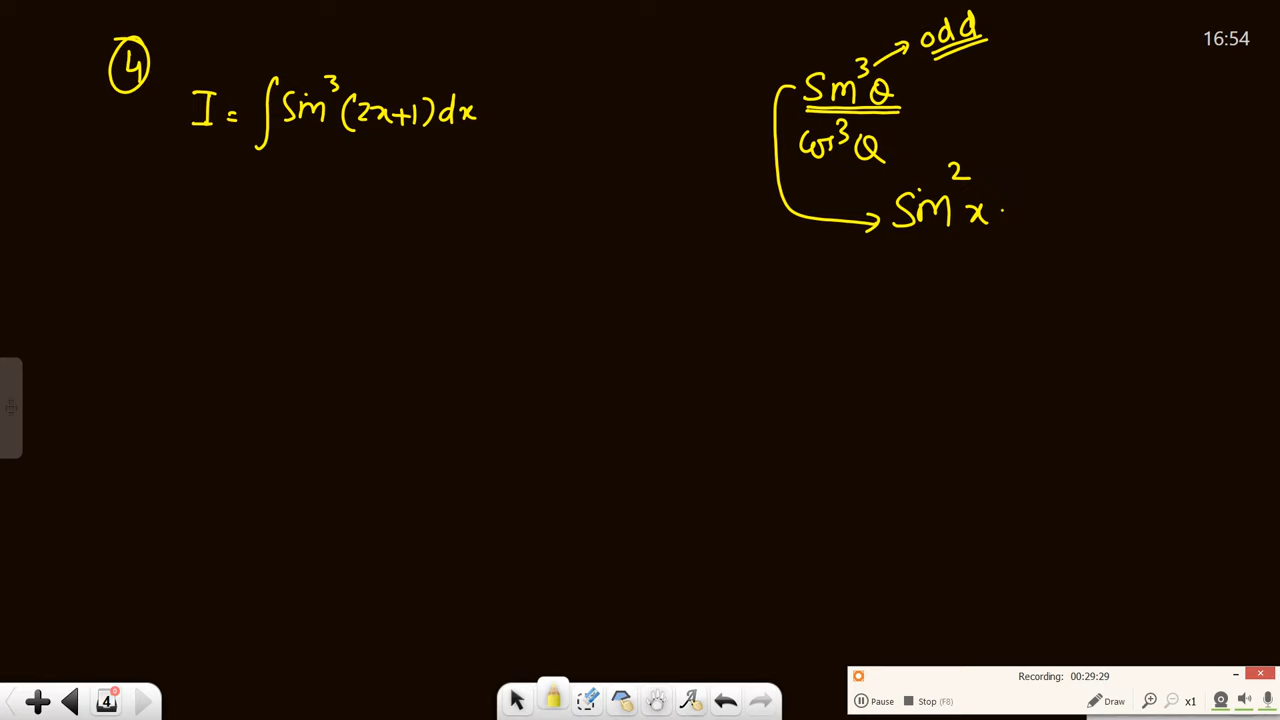 ④
I = ∫ Sin³ (2x+1) dx
odd
Sin³θ
Cos³θ
Sin²x ·
16:54
4
0
Recording: 00:29:29
Pause
Stop (F8)
Draw
x1